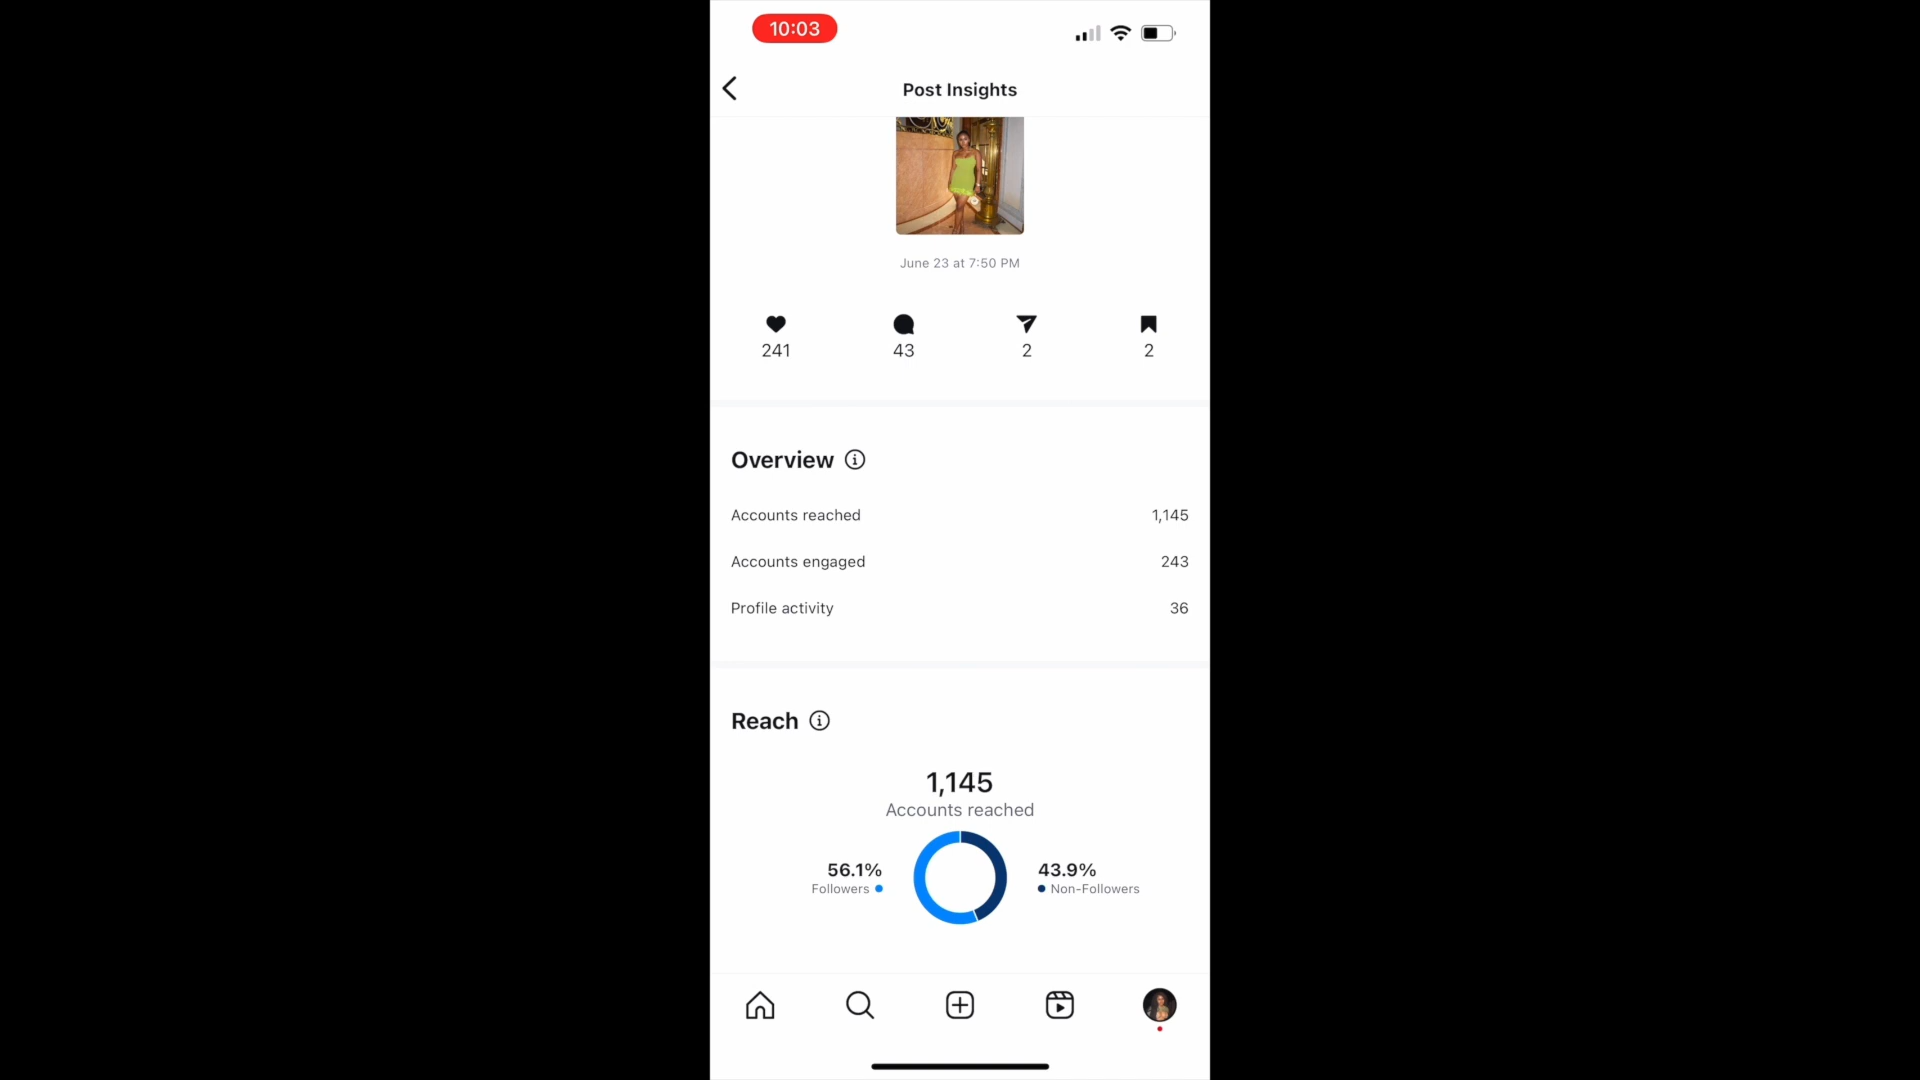 10:03
Post Insights
June 23 at 7:50 PM
241 43 2 2
Overview
Accounts reached 1,145
Accounts engaged 243
Profile activity 36
Reach
1,145
Accounts reached
56.1% 43.9%
Followers Non-Followers